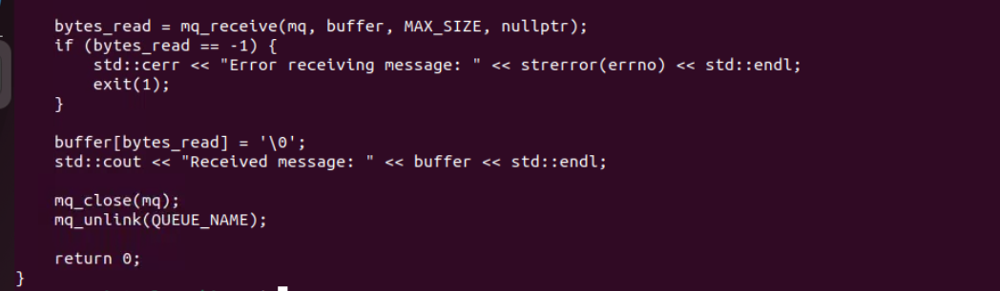 bytes_read = mq_receive(mq, buffer, MAX_SIZE, nullptr);
if (bytes_read == -1) {
std::cerr << "Error receiving message: " << strerror(errno) << std::endl;
exit(1);
}
buffer[bytes_read] = '\0';
std::cout << "Received message: " << buffer << std::endl;
mq_close(mq);
mq_unlink(QUEUE_NAME);
return 0;
}